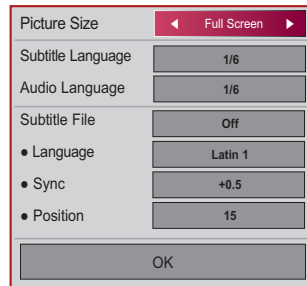 Picture Size ◀ Full Screen ▶
Subtitle Language 1/6
Audio Language 1/6
Subtitle File Off
● Language Latin 1
● Sync +0.5
● Position 15
OK